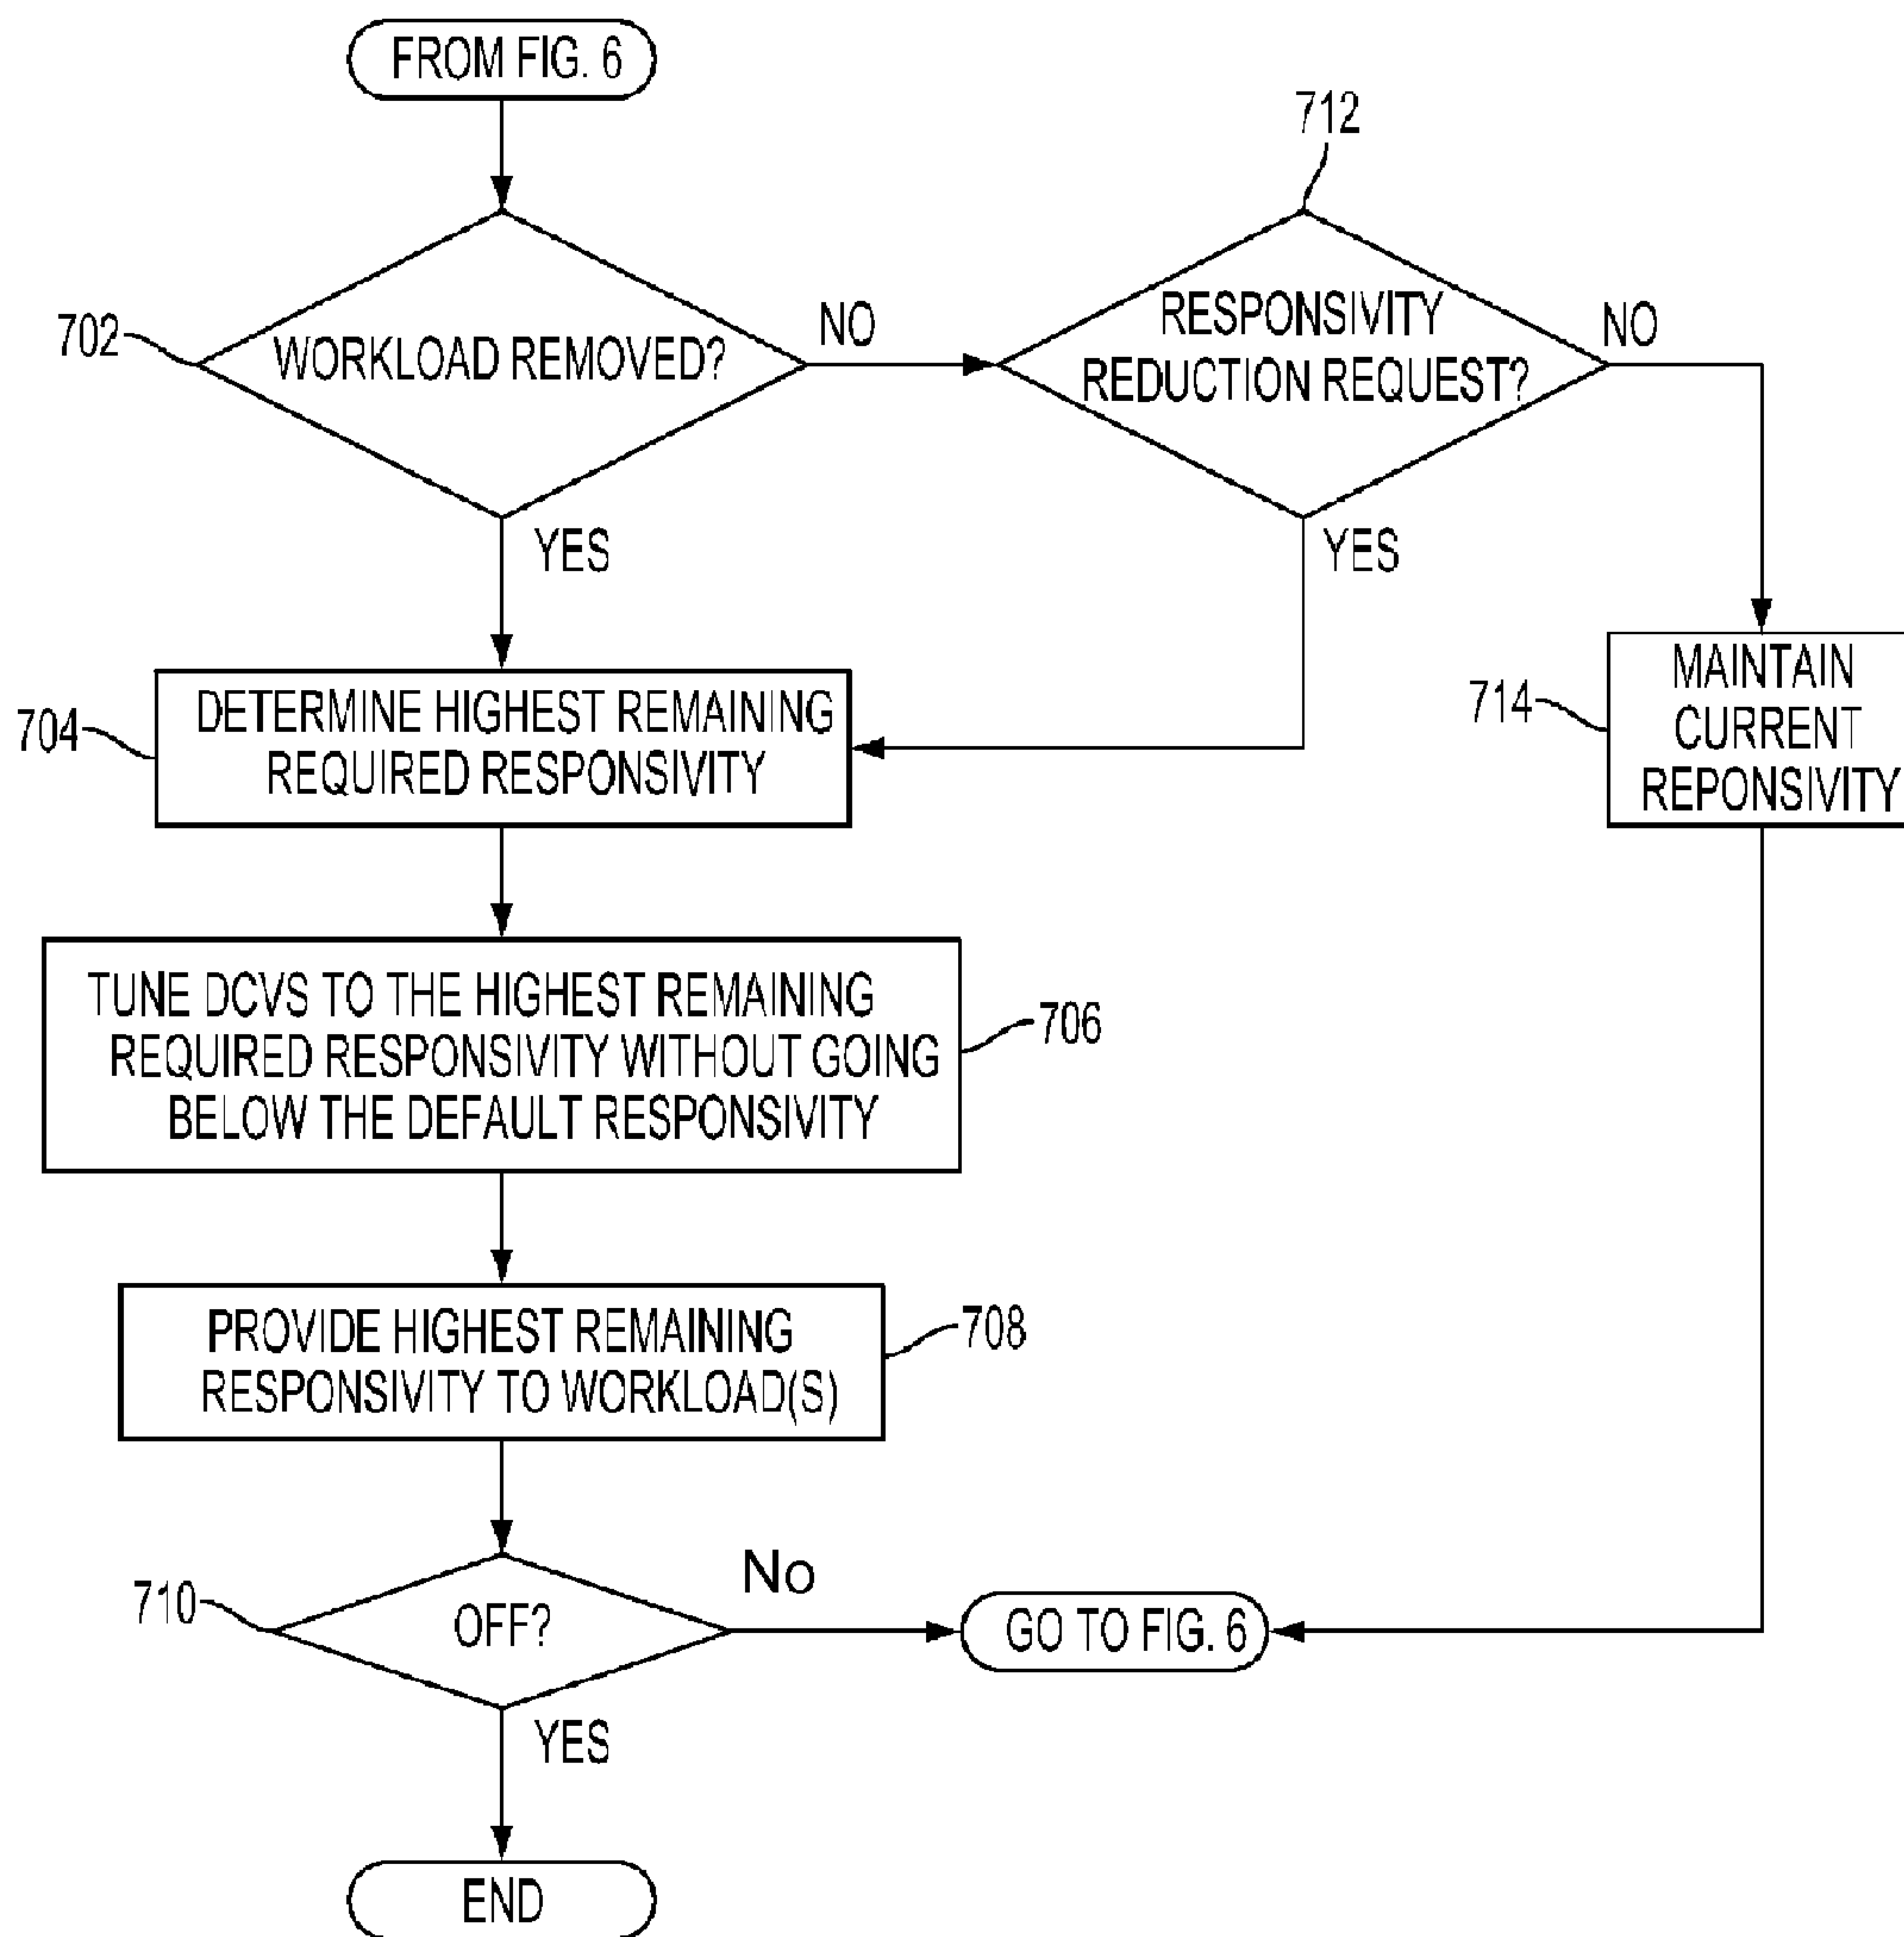 FROM FIG. 6
712
702
WORKLOAD REMOVED?
NO
RESPONSIVITY
REDUCTION REQUEST?
NO
YES
YES
704
DETERMINE HIGHEST REMAINING
REQUIRED RESPONSIVITY
714
MAINTAIN
CURRENT
REPONSIVITY
TUNE DCVS TO THE HIGHEST REMAINING
REQUIRED RESPONSIVITY WITHOUT GOING
BELOW THE DEFAULT RESPONSIVITY
706
PROVIDE HIGHEST REMAINING
RESPONSIVITY TO WORKLOAD(S)
708
710
OFF?
No
GO TO FIG. 6
YES
END